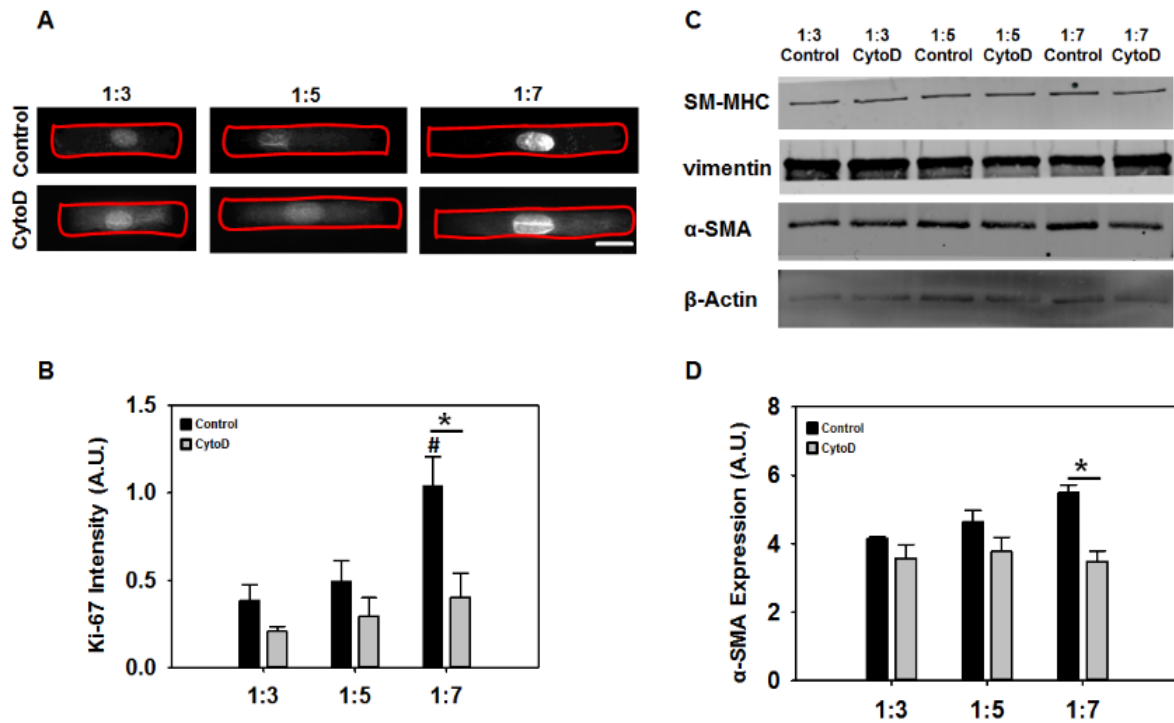 A
1:3 1:5 1:7
Control
CytoD
B
Ki-67 Intensity (A.U.)
1.5
1.0
0.5
0.0
Control
CytoD
#
*
1:3 1:5 1:7
C
1:3 1:3 1:5 1:5 1:7 1:7
Control CytoD Control CytoD Control CytoD
SM-MHC
vimentin
α-SMA
β-Actin
D
α-SMA Expression (A.U.)
8
6
4
2
0
Control
CytoD
*
1:3 1:5 1:7